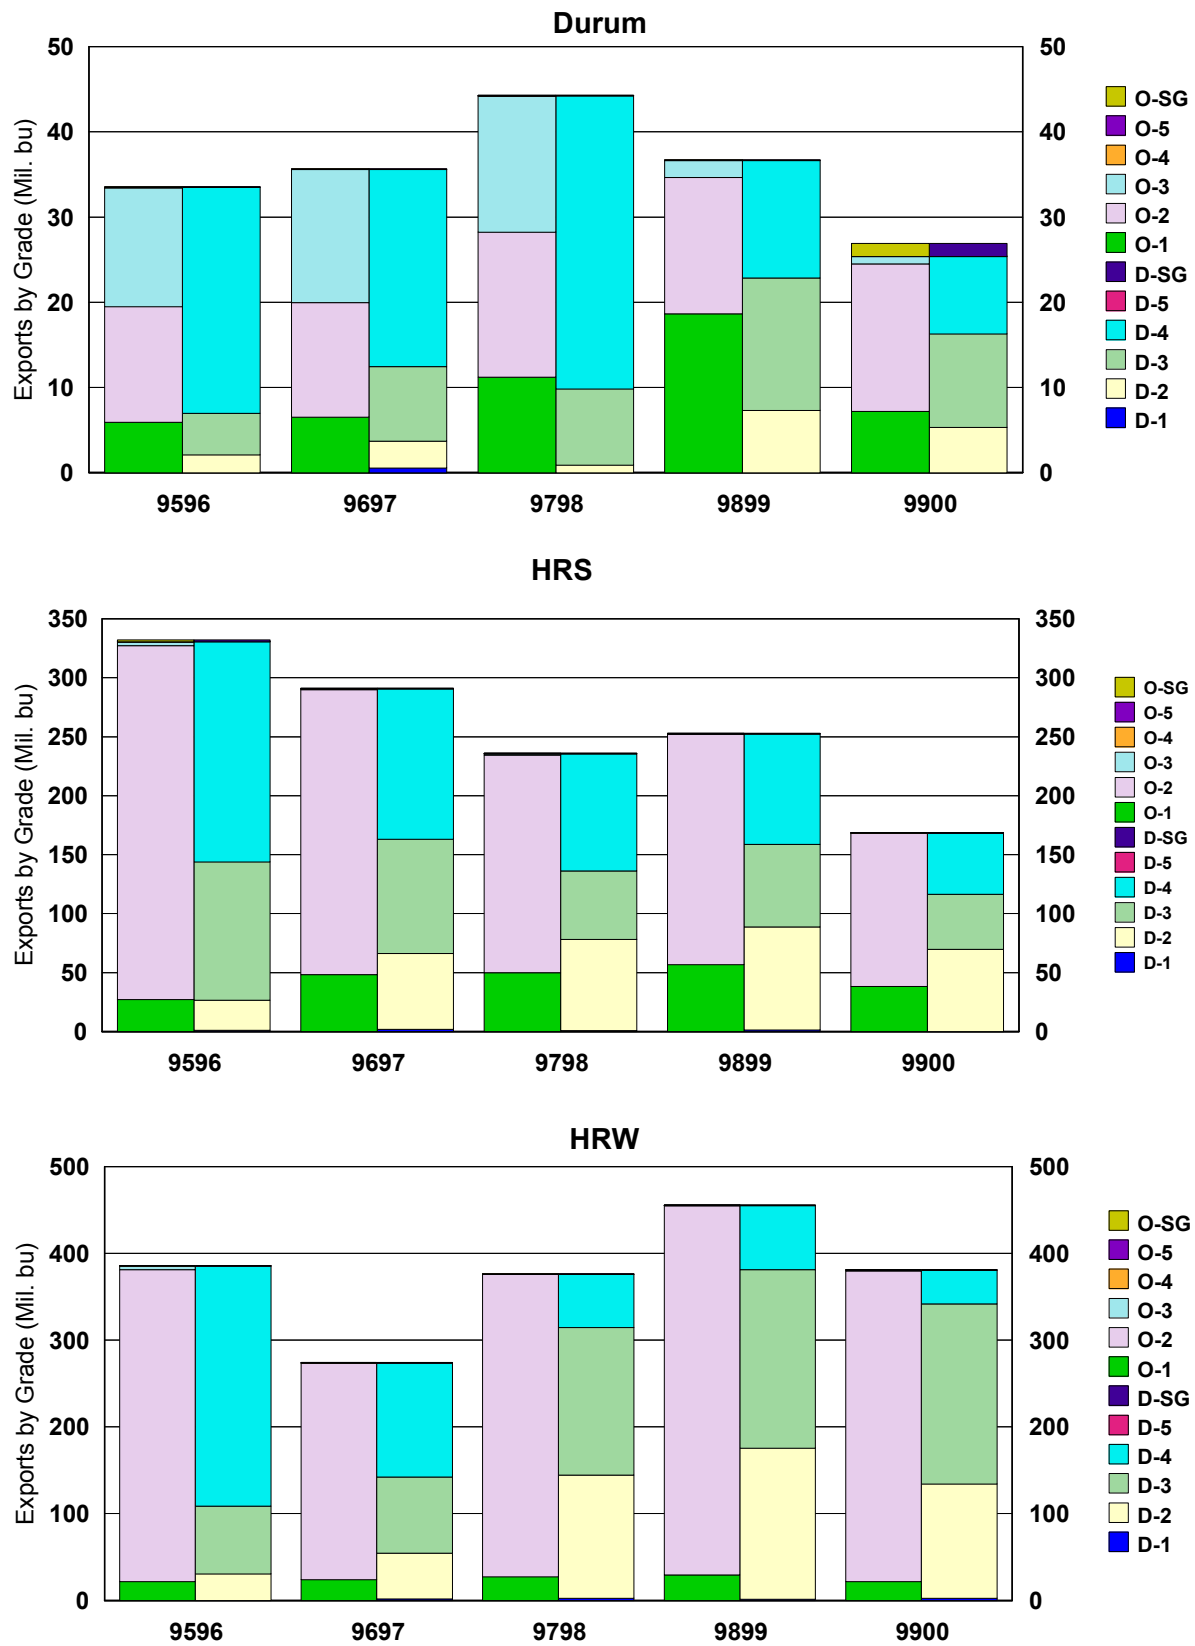 Durum
Exports by Grade (Mil. bu)
50
40
30
20
10
0
50
40
30
20
10
0
9596 9697 9798 9899 9900
O-SG
O-5
O-4
O-3
O-2
O-1
D-SG
D-5
D-4
D-3
D-2
D-1
HRS
Exports by Grade (Mil. bu)
350
300
250
200
150
100
50
0
350
300
250
200
150
100
50
0
9596 9697 9798 9899 9900
O-SG
O-5
O-4
O-3
O-2
O-1
D-SG
D-5
D-4
D-3
D-2
D-1
HRW
Exports by Grade (Mil. bu)
500
400
300
200
100
0
500
400
300
200
100
0
9596 9697 9798 9899 9900
O-SG
O-5
O-4
O-3
O-2
O-1
D-SG
D-5
D-4
D-3
D-2
D-1